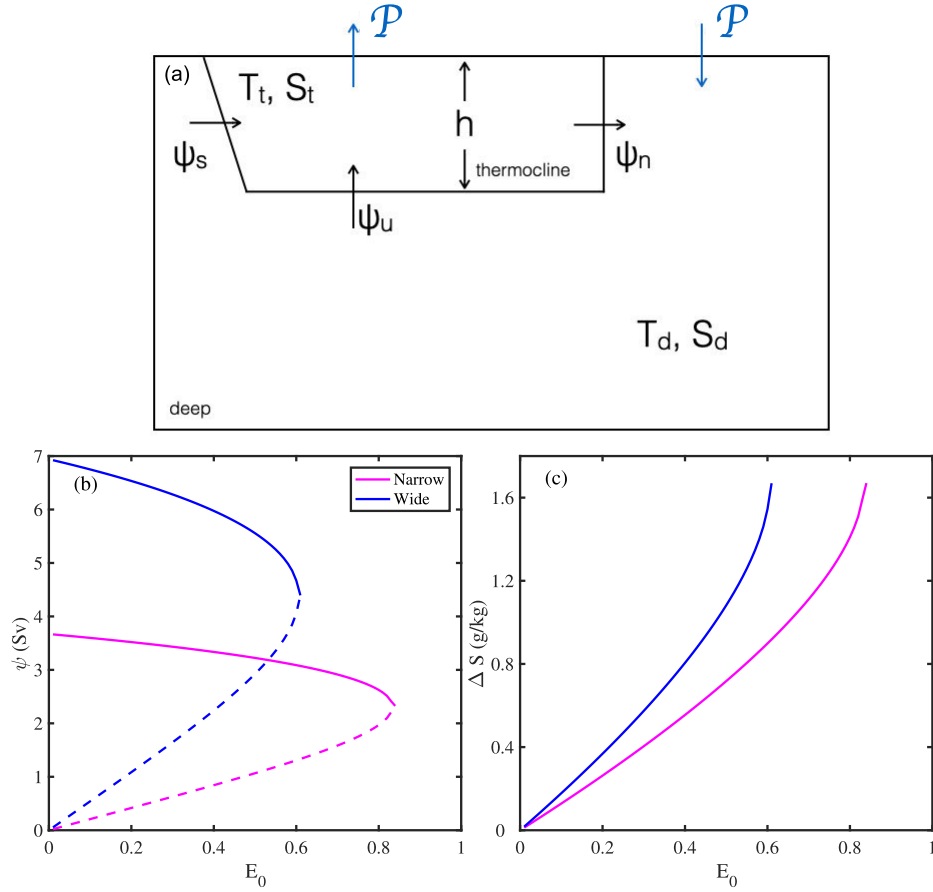 𝒫 𝒫
(a)
Tₜ, Sₜ
h
ψₛ ψₙ
thermocline
ψᵤ
T_d, S_d
deep
(b)
Narrow
Wide
7
6
5
4
3
2
1
0
ψ (Sv)
0 0.2 0.4 0.6 0.8 1
E₀
(c)
1.6
1.2
0.8
0.4
0
Δ S (g/kg)
0 0.2 0.4 0.6 0.8 1
E₀